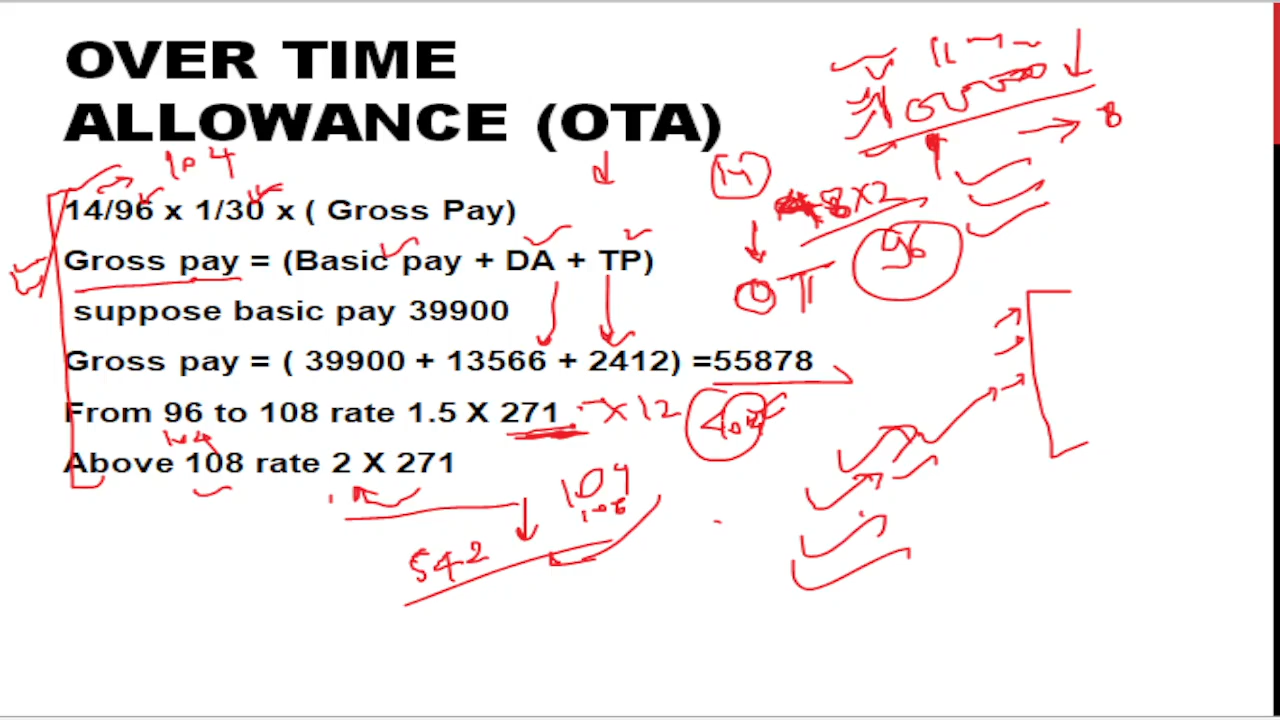 OVER TIME
ALLOWANCE (OTA)
104
14/96 x 1/30 x ( Gross Pay)
14
8x2
8
Gross pay = (Basic pay + DA + TP)
96
OT
suppose basic pay 39900
Gross pay = ( 39900 + 13566 + 2412) =55878
From 96 to 108 rate 1.5 X 271 x 12
104
Above 108 rate 2 X 271
104
108
542